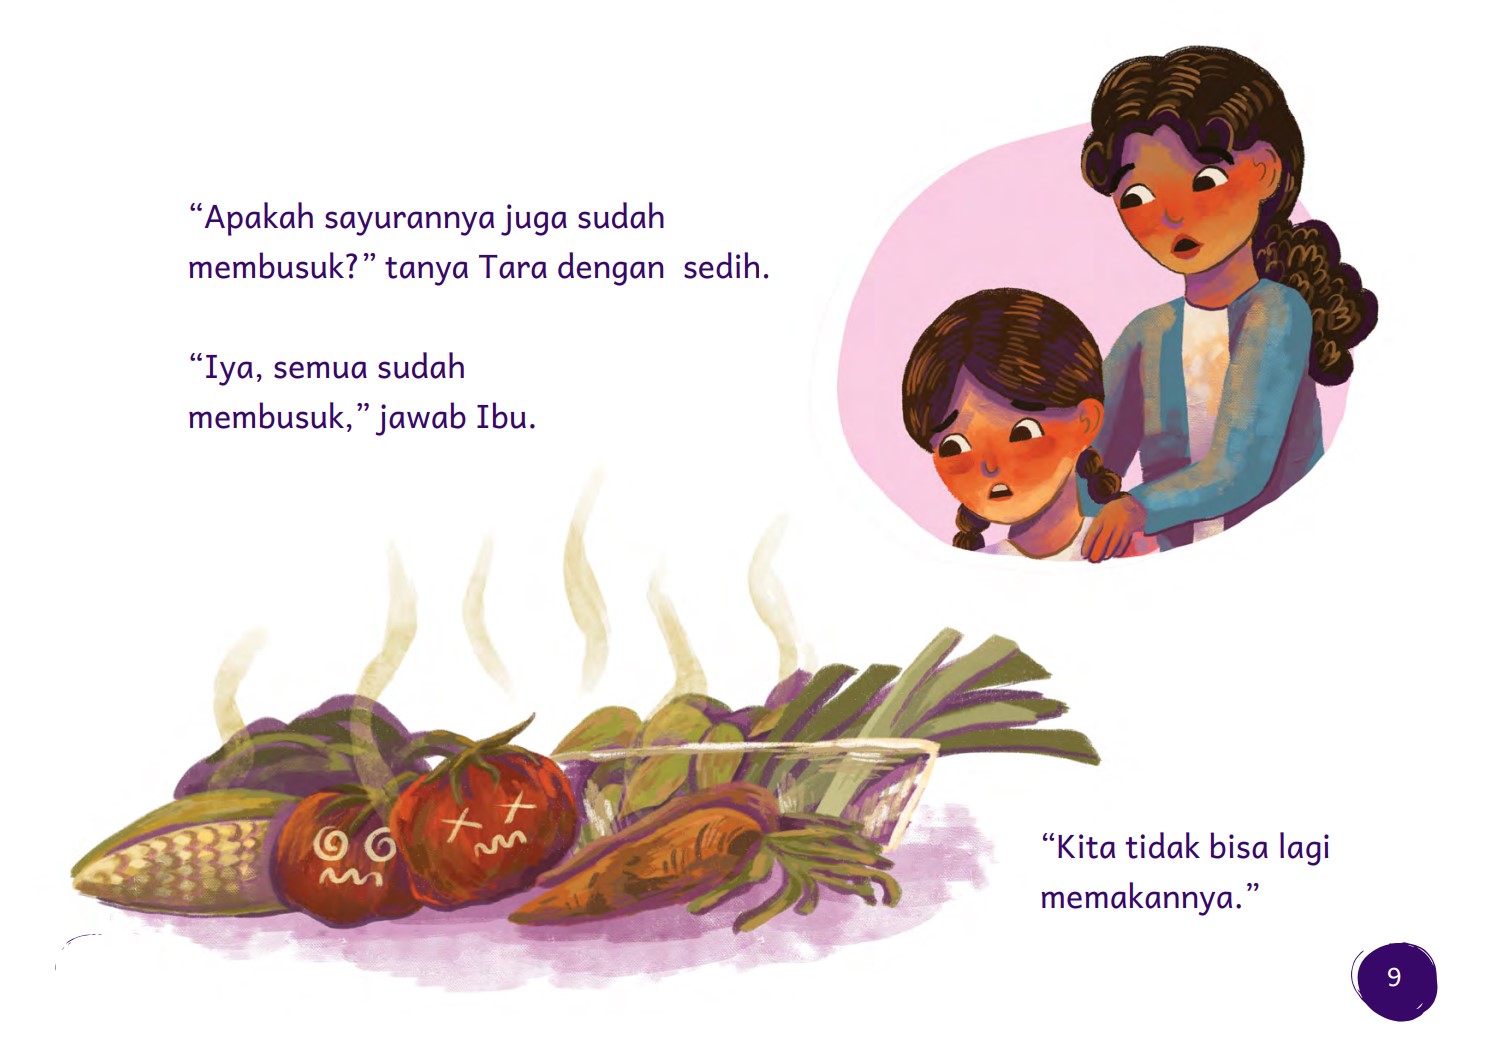 “Apakah sayurannya juga sudah
membusuk?” tanya Tara dengan  sedih.
“Iya, semua sudah
membusuk,” jawab Ibu.
“Kita tidak bisa lagi
memakannya.”
9